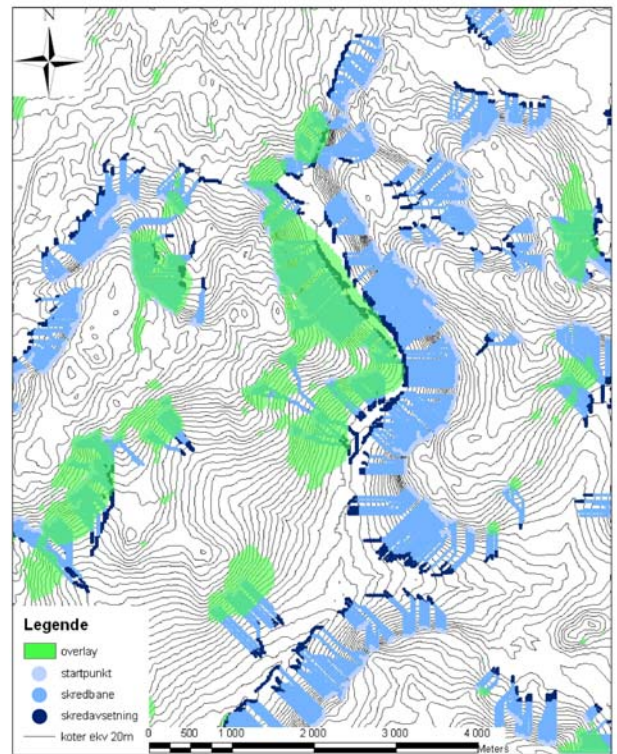 N
Legende
overlay
startpunkt
skredbane
skredavsetning
koter ekv 20m
0 500 1 000 2 000 3 000 4 000
Meters